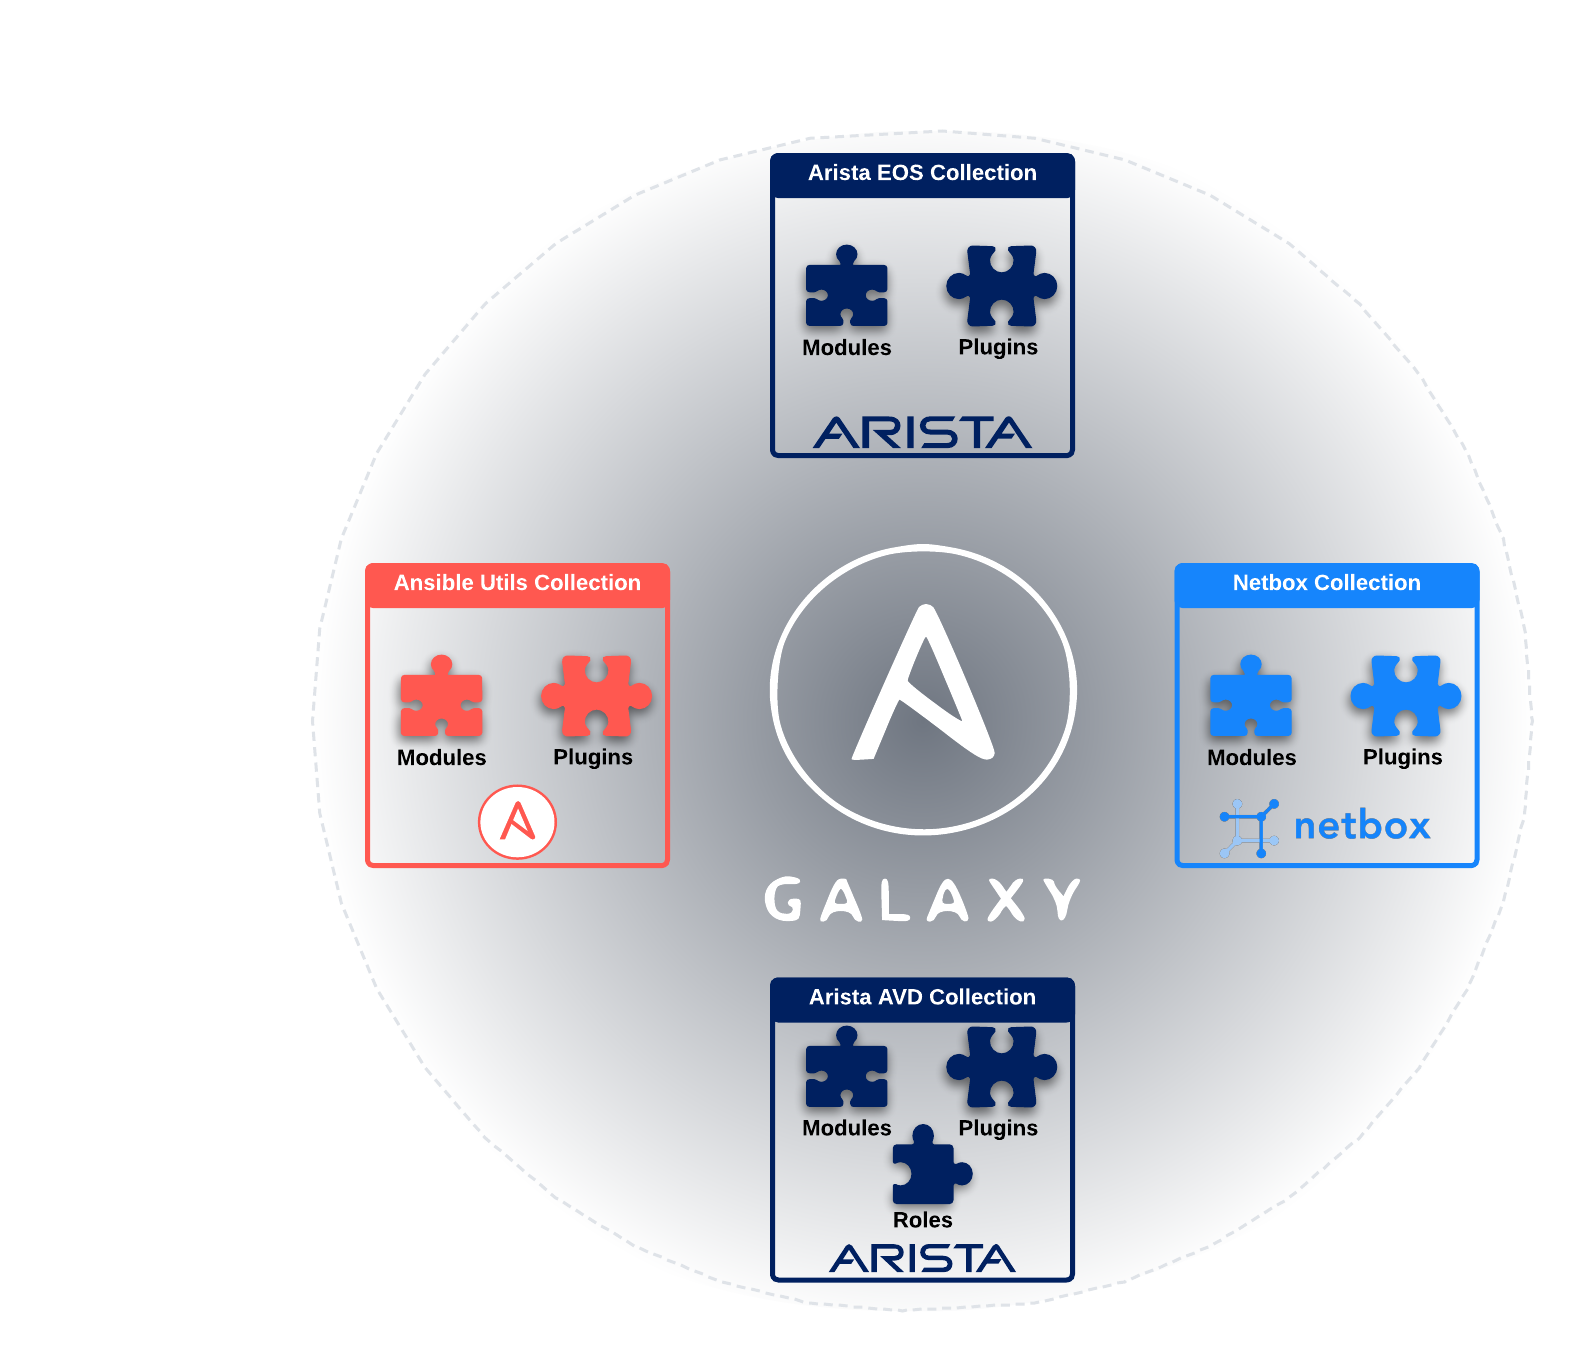 Arista EOS Collection
Modules
Plugins
ARISTA
Ansible Utils Collection
Modules
Plugins
GALAXY
Netbox Collection
Modules
Plugins
netbox
Arista AVD Collection
Modules
Plugins
Roles
ARISTA